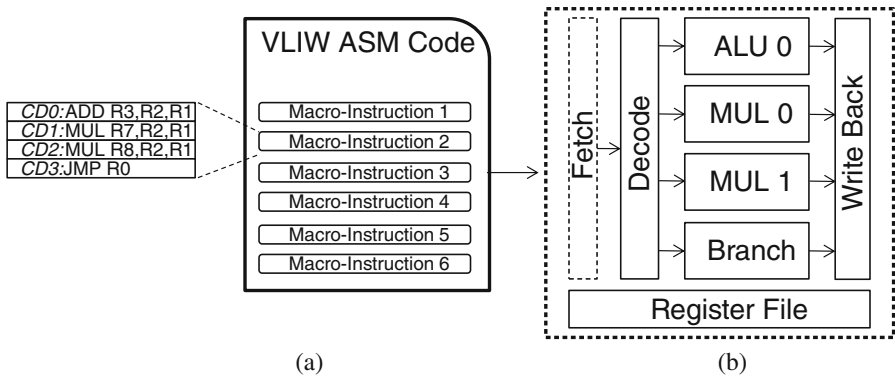 VLIW ASM Code
CD0:ADD R3,R2,R1
CD1:MUL R7,R2,R1
CD2:MUL R8,R2,R1
CD3:JMP R0
Macro-Instruction 1
Macro-Instruction 2
Macro-Instruction 3
Macro-Instruction 4
Macro-Instruction 5
Macro-Instruction 6
(a)
Fetch
Decode
ALU 0
MUL 0
MUL 1
Branch
Write Back
Register File
(b)